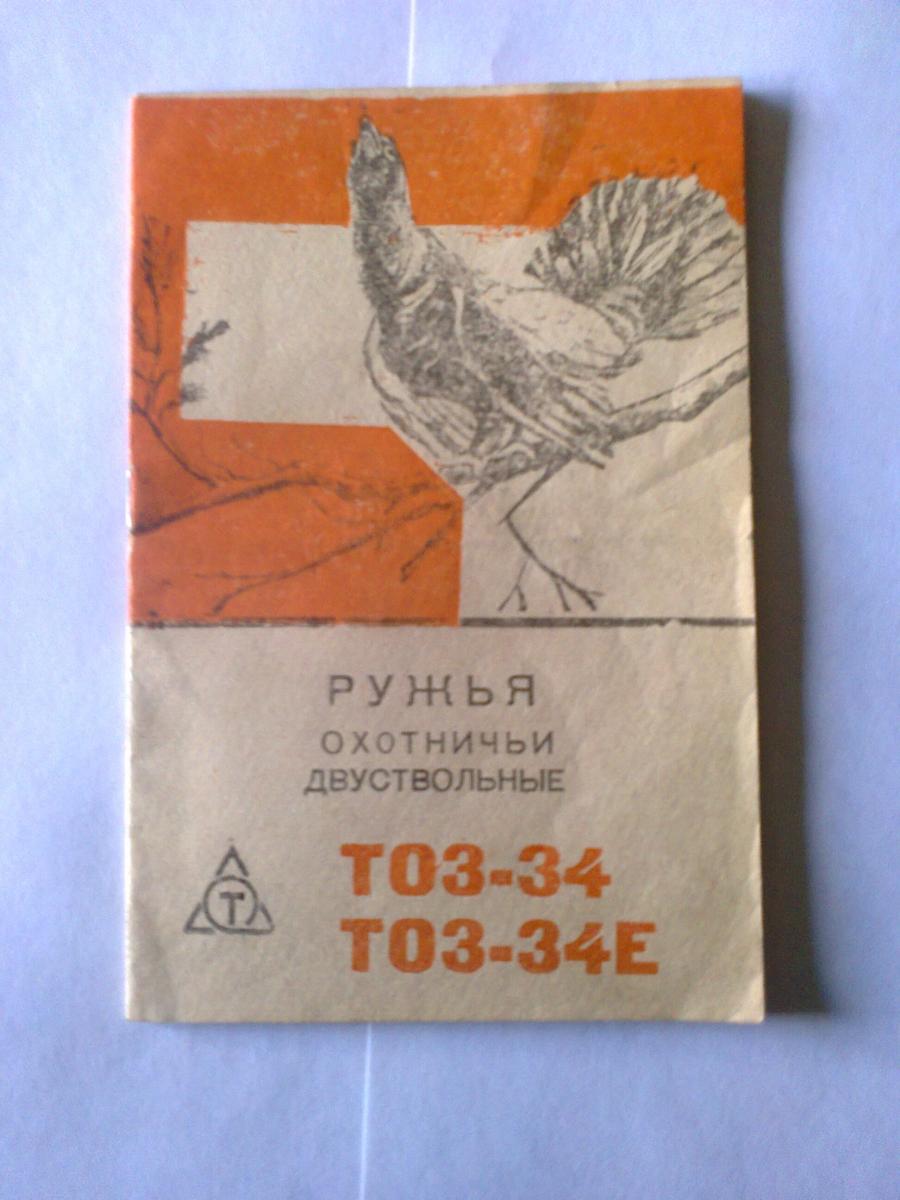 РУЖЬЯ
ОХОТНИЧЬИ
ДВУСТВОЛЬНЫЕ
Т
ТОЗ-34
ТОЗ-34Е